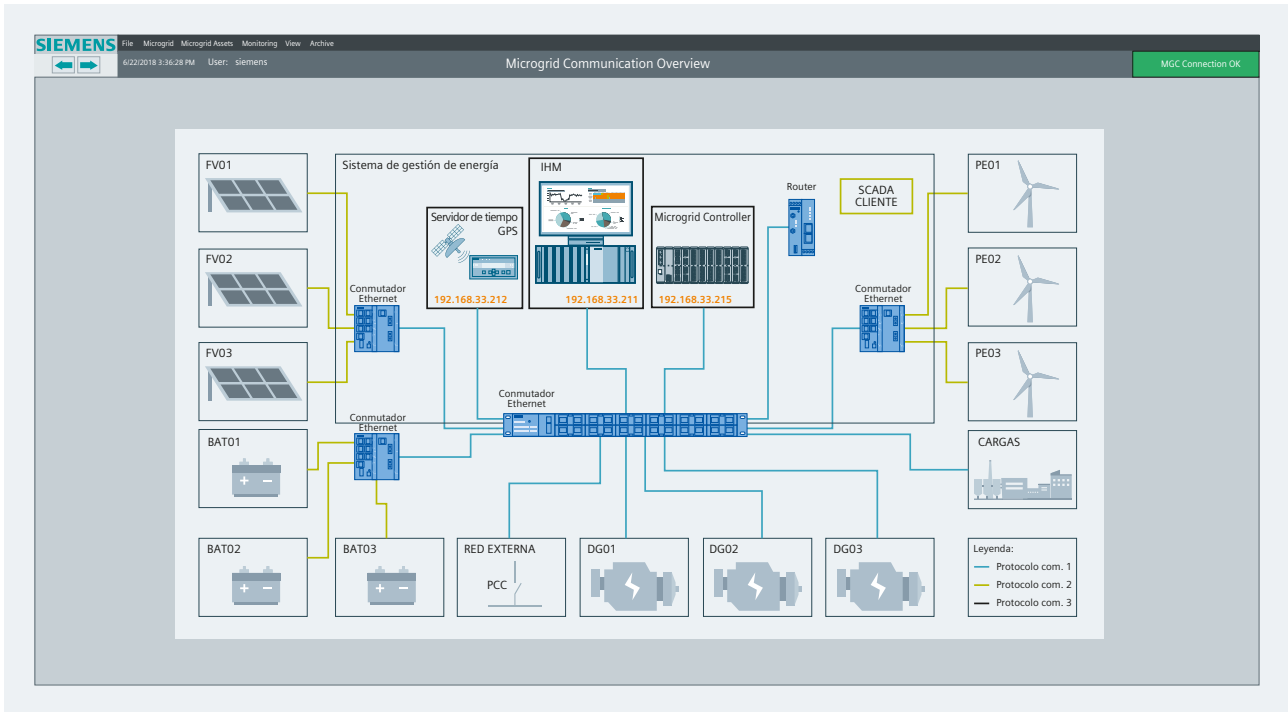 SIEMENS
File Microgrid Microgrid Assets Monitoring View Archive
6/22/2018 3:36:28 PM User: siemens
Microgrid Communication Overview
MGC Connection OK
FV01
FV02
FV03
BAT01
BAT02
BAT03
Sistema de gestión de energía
Servidor de tiempo
GPS
192.168.33.212
IHM
192.168.33.211
Microgrid Controller
192.168.33.215
Router
SCADA
CLIENTE
Conmutador
Ethernet
Conmutador
Ethernet
Conmutador
Ethernet
Conmutador
Ethernet
PE01
PE02
PE03
CARGAS
RED EXTERNA
PCC
DG01
DG02
DG03
Leyenda:
Protocolo com. 1
Protocolo com. 2
Protocolo com. 3